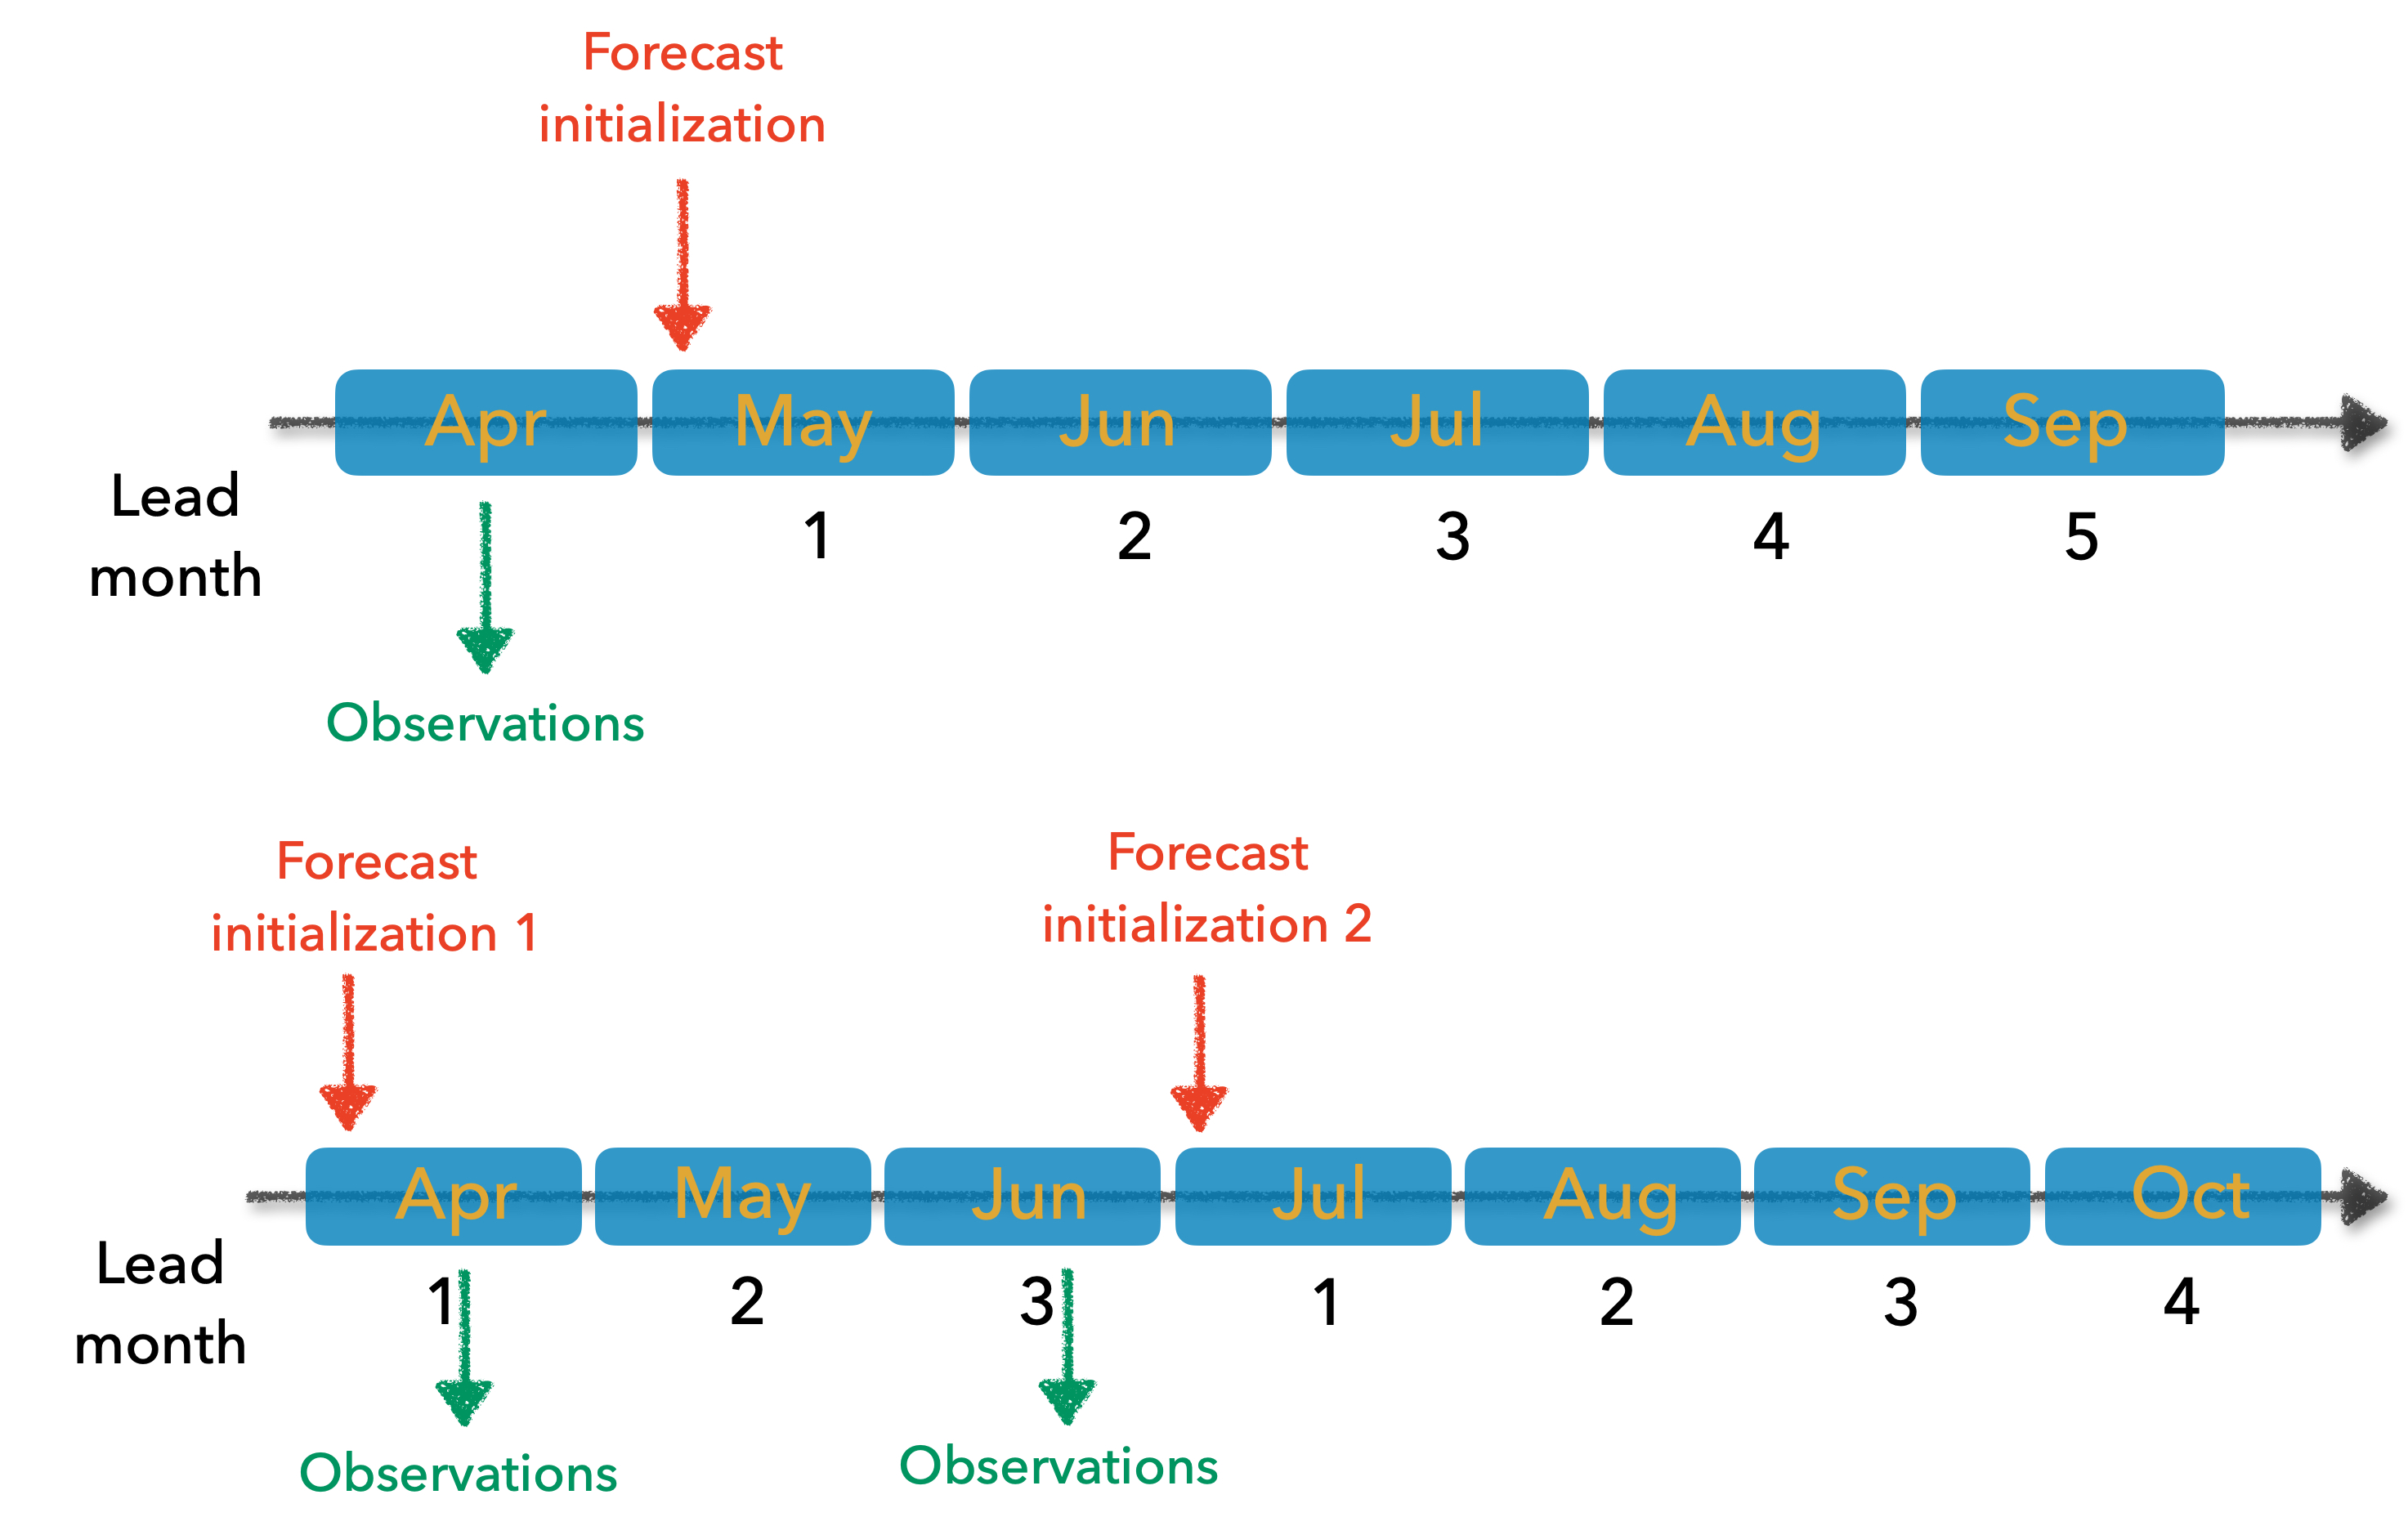 Forecast
initialization
Apr May Jun Jul Aug Sep
Lead
month
1 2 3 4 5
Observations
Forecast
initialization 1
Forecast
initialization 2
Apr May Jun Jul Aug Sep Oct
Lead
month
1 2 3 1 2 3 4
Observations
Observations